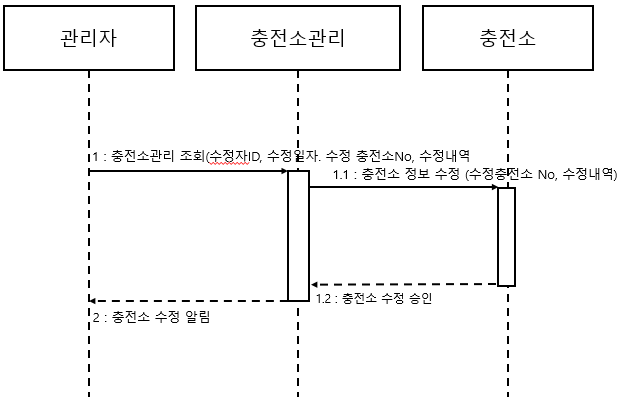 관리자
충전소관리
충전소
1 : 충전소관리 조회(수정자ID, 수정일자. 수정 충전소No, 수정내역
1.1 : 충전소 정보 수정 (수정충전소 No, 수정내역)
1.2 : 충전소 수정 승인
2 : 충전소 수정 알림